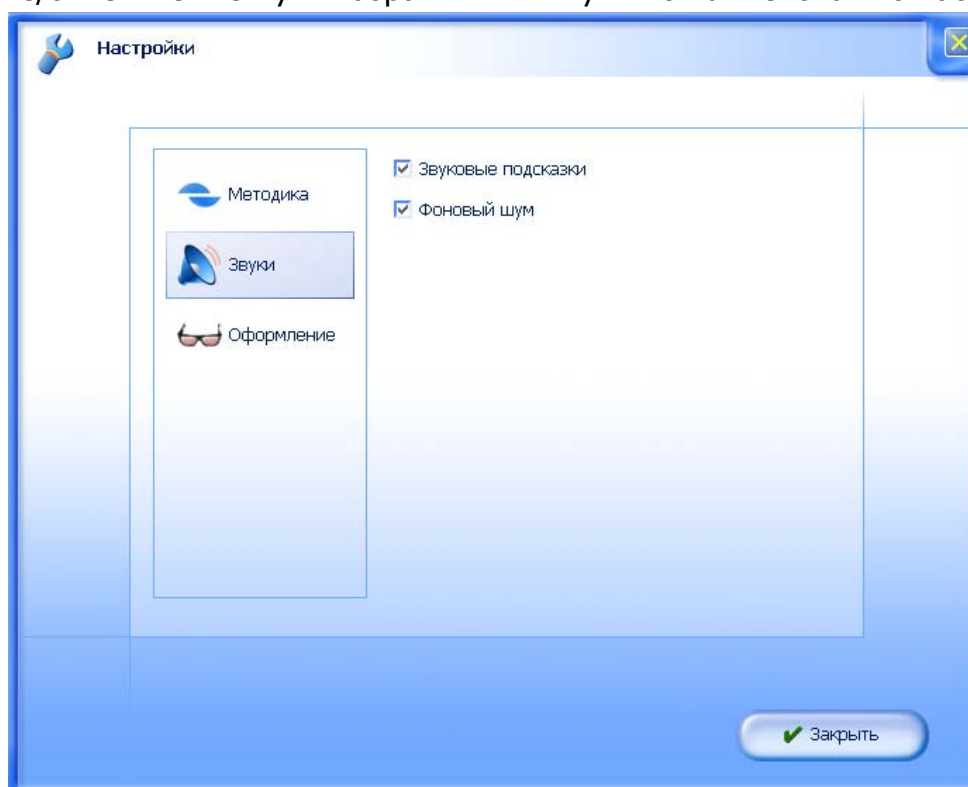 Настройки
Методика
Звуки
Оформление
Звуковые подсказки
Фоновый шум
Закрыть